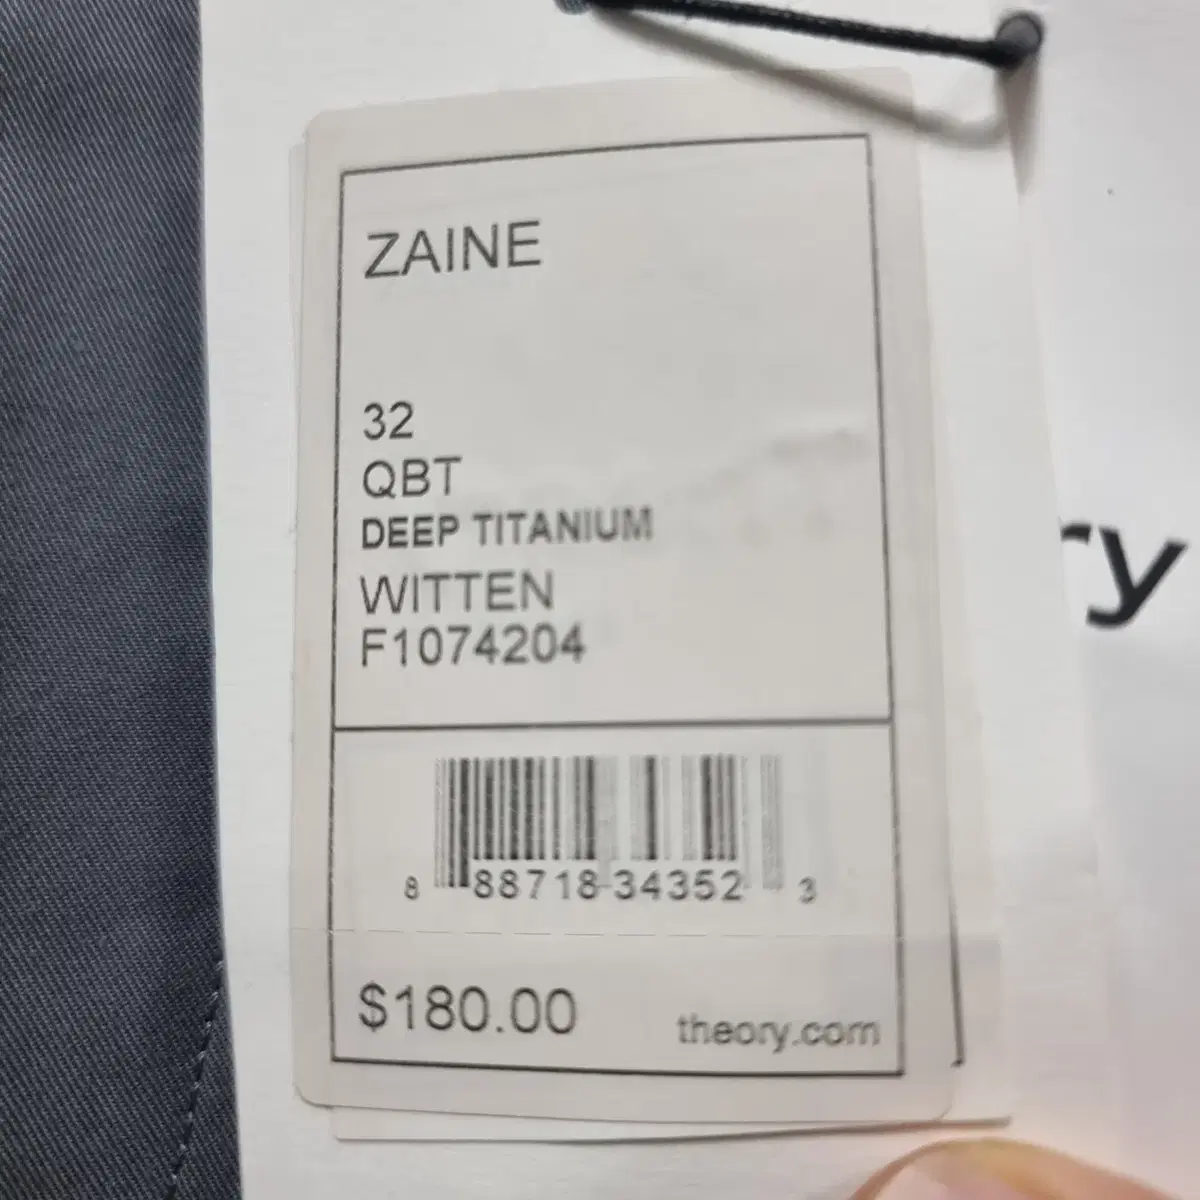 ZAINE
32
QBT
DEEP TITANIUM
WITTEN
F1074204
ry
8 88718 34352 3
$180.00
theory.com